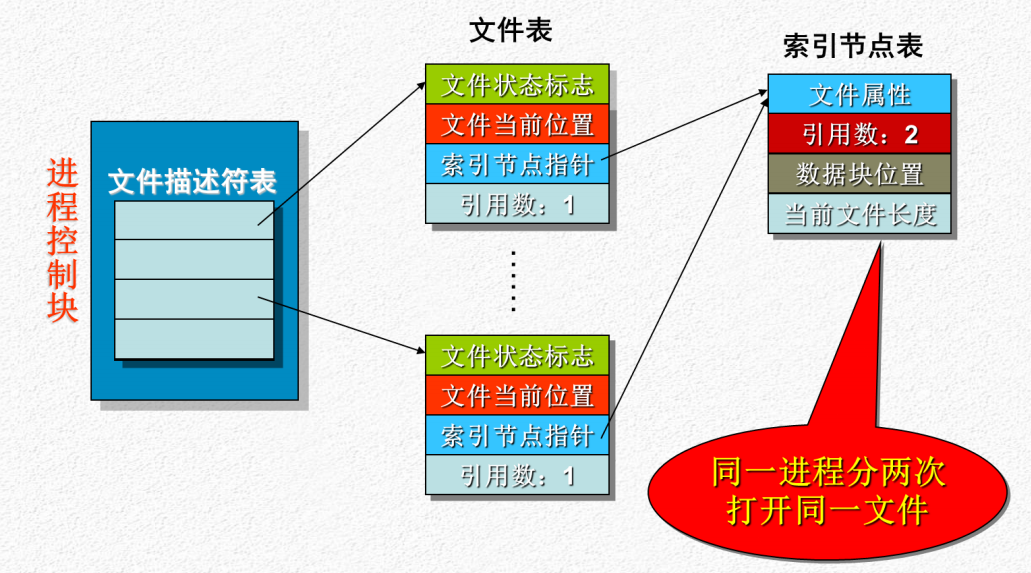 文件表
索引节点表
进程控制块
文件描述符表
文件状态标志
文件当前位置
索引节点指针
引用数：1
文件属性
引用数：2
数据块位置
当前文件长度
文件状态标志
文件当前位置
索引节点指针
引用数：1
同一进程分两次
打开同一文件